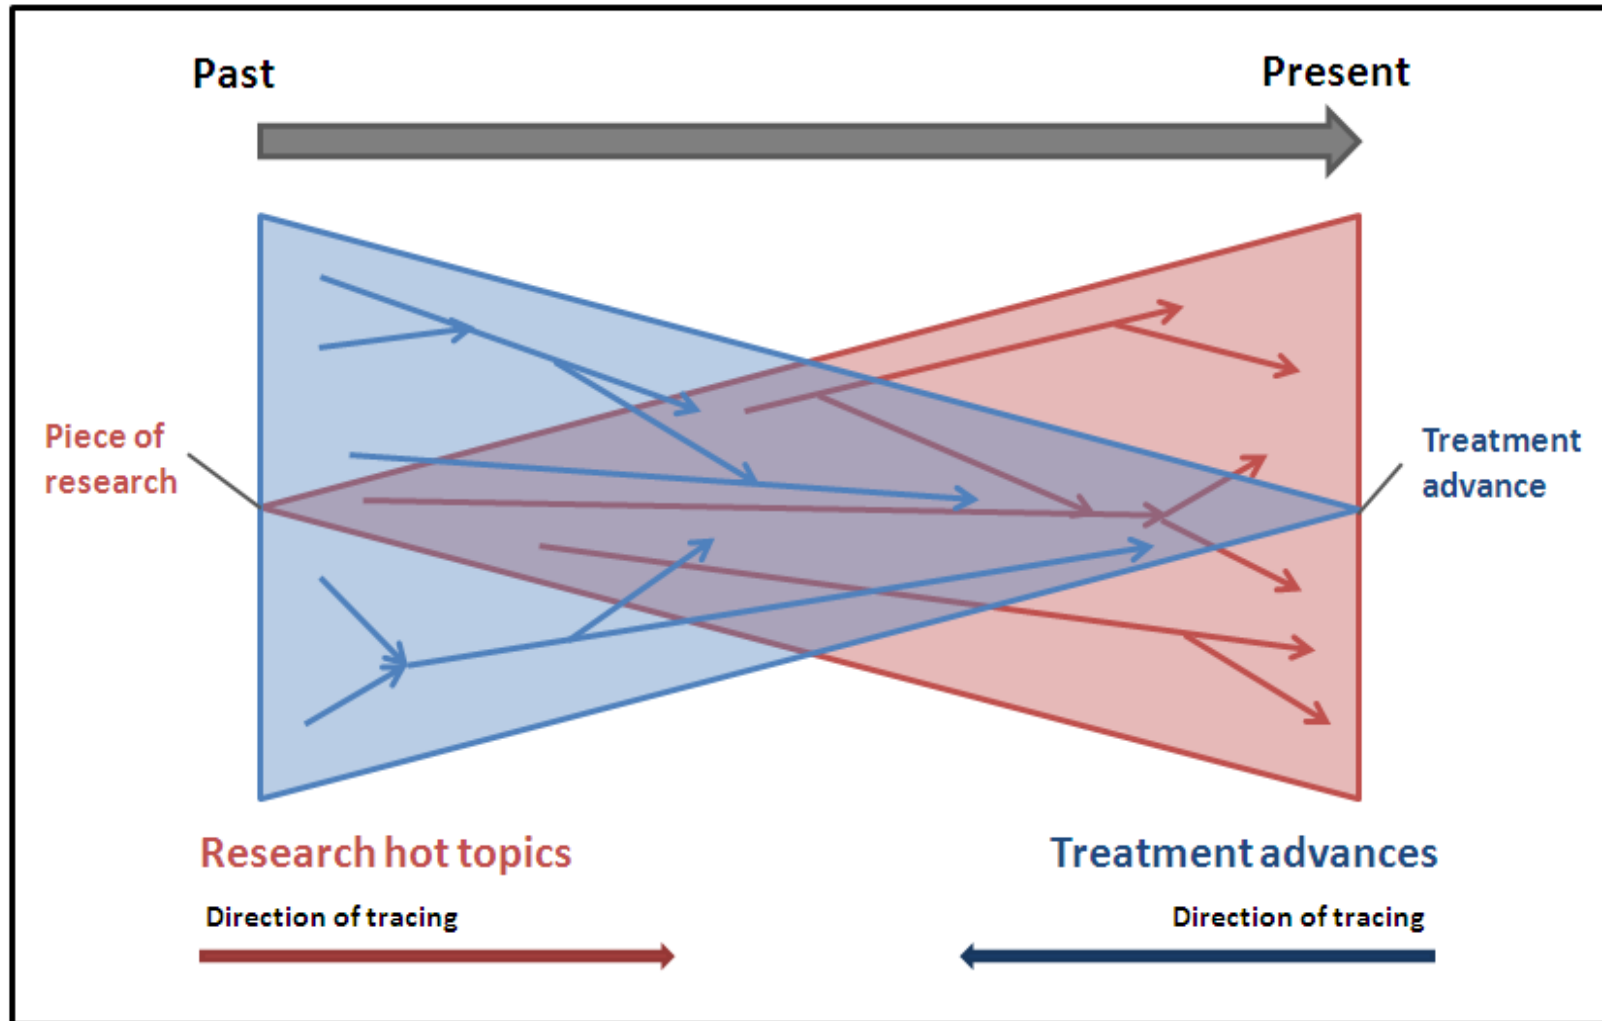 Past
Present
Piece of
research
Treatment
advance
Research hot topics
Treatment advances
Direction of tracing
Direction of tracing